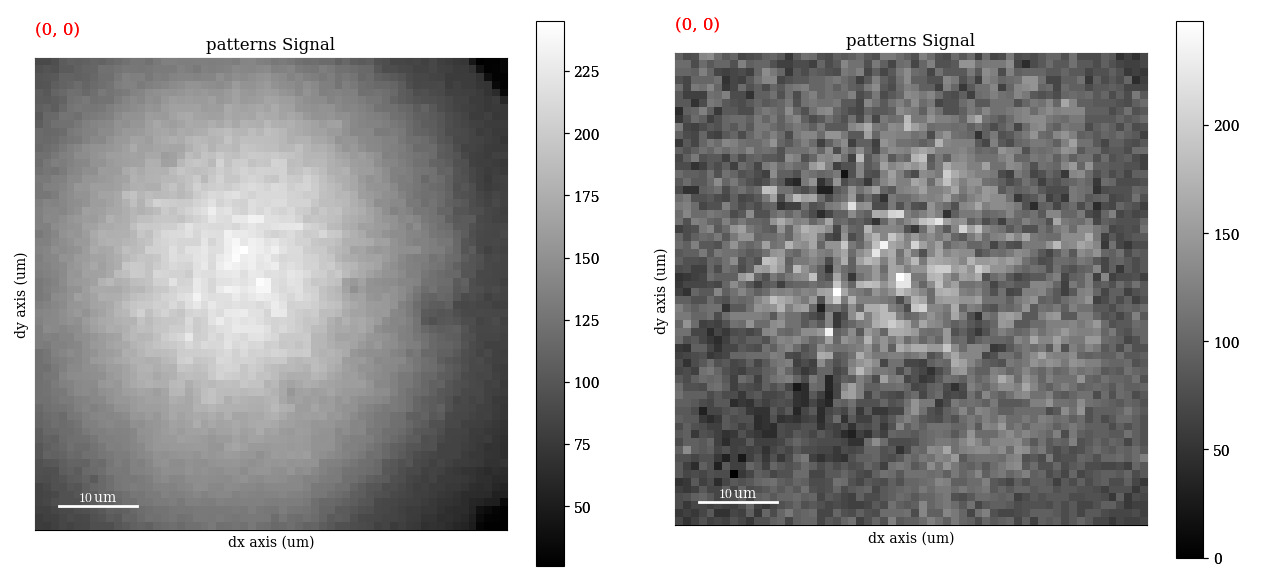 (0, 0)
patterns Signal
dy axis (um)
10 um
dx axis (um)
225
200
175
150
125
100
75
50
(0, 0)
patterns Signal
dy axis (um)
10 um
dx axis (um)
200
150
100
50
0